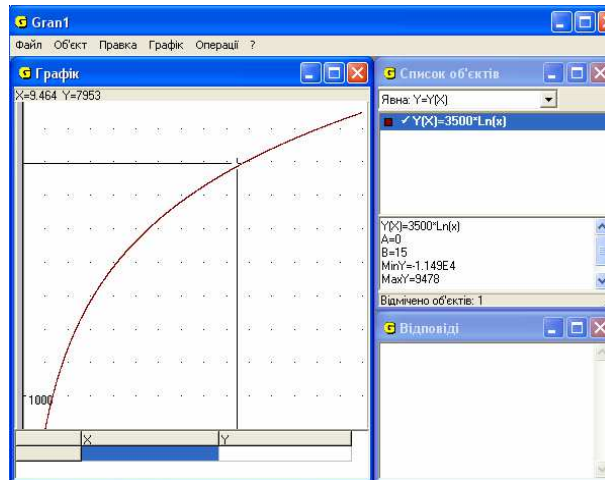 Gran1
Файл Об'єкт Правка Графік Операції ?
Графік
X=9.464 Y=7953
1000
X Y
Список об'єктів
Явна: Y=Y(X)
Y(X)=3500*Ln(x)
Y(X)=3500*Ln(x)
A=0
B=15
MinY=-1.149E4
MaxY=9478
Відмічено об'єктів: 1
Відповіді